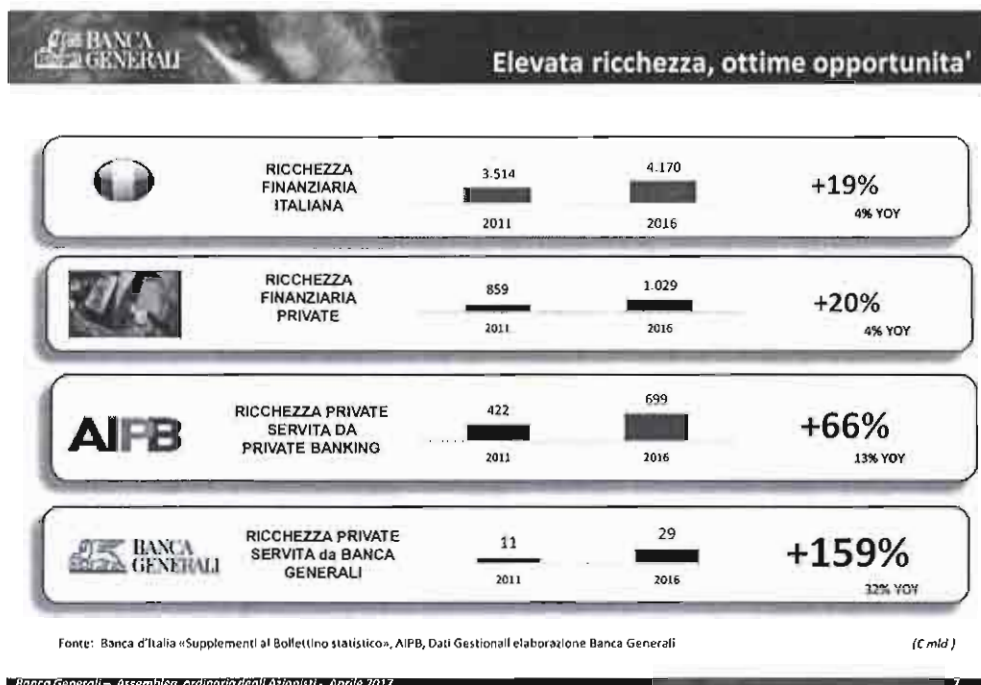 BANCA
GENERALI
Elevata ricchezza, ottime opportunita'
RICCHEZZA
FINANZIARIA
ITALIANA
3.514
4.170
2011
2016
+19%
4% YOY
RICCHEZZA
FINANZIARIA
PRIVATE
859
1.029
2011
2016
+20%
4% YOY
AIPB
RICCHEZZA PRIVATE
SERVITA DA
PRIVATE BANKING
422
699
2011
2016
+66%
13% YOY
BANCA
GENERALI
RICCHEZZA PRIVATE
SERVITA da BANCA
GENERALI
11
29
2011
2016
+159%
32% YOY
Fonte: Banca d'Italia «Supplementi al Bollettino statistico», AIPB, Dati Gestionali elaborazione Banca Generali
(€ mld )
Banca Generali – Assemblea ordinaria degli Azionisti - Aprile 2017
7